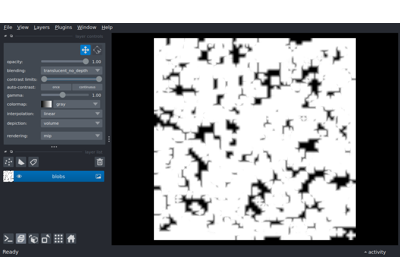 File View Layers Plugins Window Help
opacity: 1.00
blending: translucent_no_depth
contrast limits:
auto-contrast: once continuous
gamma: 1.00
colormap: gray
interpolation: linear
depiction: volume
rendering: mip
blobs
Ready
activity